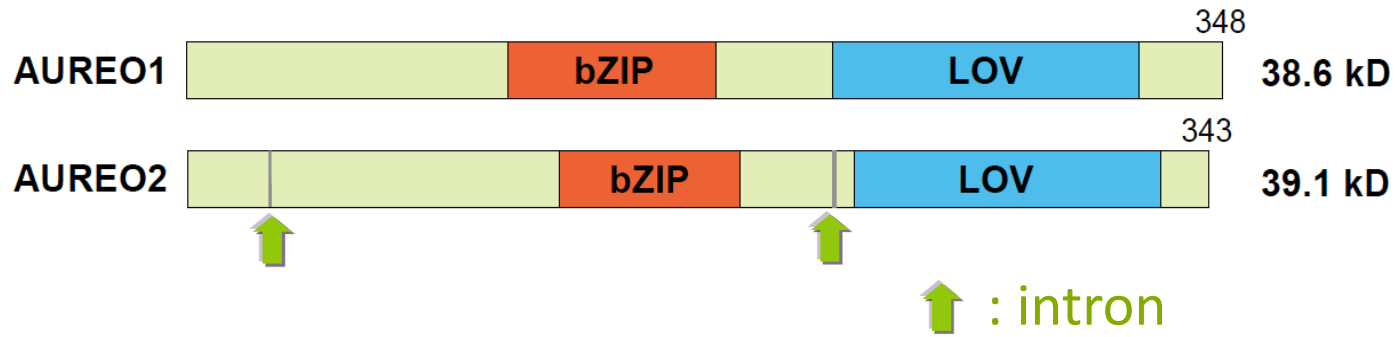 348
AUREO1 bZIP LOV 38.6 kD
343
AUREO2 bZIP LOV 39.1 kD
: intron